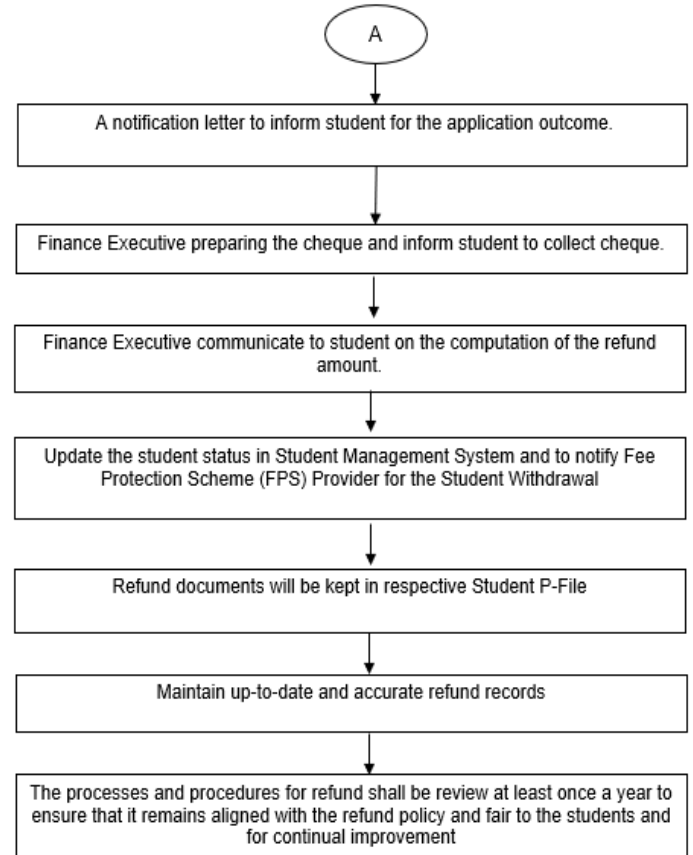 A
A notification letter to inform student for the application outcome.
Finance Executive preparing the cheque and inform student to collect cheque.
Finance Executive communicate to student on the computation of the refund
amount.
Update the student status in Student Management System and to notify Fee
Protection Scheme (FPS) Provider for the Student Withdrawal
Refund documents will be kept in respective Student P-File
Maintain up-to-date and accurate refund records
The processes and procedures for refund shall be review at least once a year to
ensure that it remains aligned with the refund policy and fair to the students and
for continual improvement